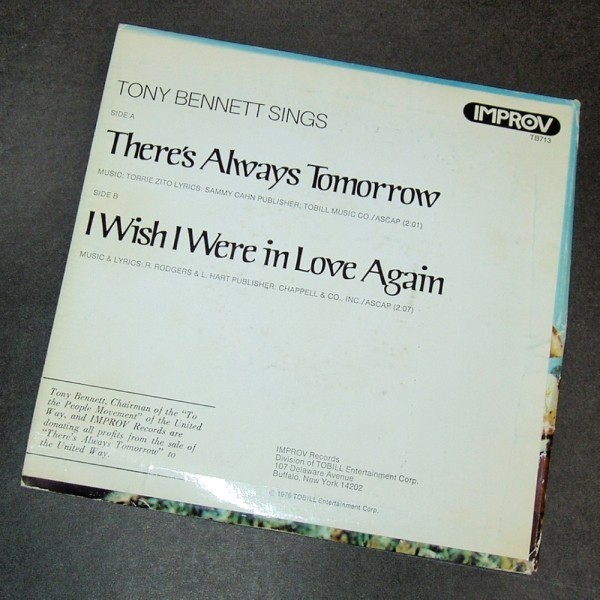 TONY BENNETT SINGS
IMPROV
TB713
SIDE A
There's Always Tomorrow
MUSIC: TORRIE ZITO LYRICS: SAMMY CAHN PUBLISHER: TOBILL MUSIC CO./ASCAP (2:01)
SIDE B
I Wish I Were in Love Again
MUSIC & LYRICS: R. RODGERS & L. HART PUBLISHER: CHAPPELL & CO., INC./ASCAP (2:07)
Tony Bennett, Chairman of the "To
the People Movement" of the United
Way, and IMPROV Records are
donating all profits from the sale of
"There's Always Tomorrow" to
the United Way.
IMPROV Records
Division of TOBILL Entertainment Corp.
107 Delaware Avenue
Buffalo, New York 14202
© 1976 TOBILL Entertainment Corp.